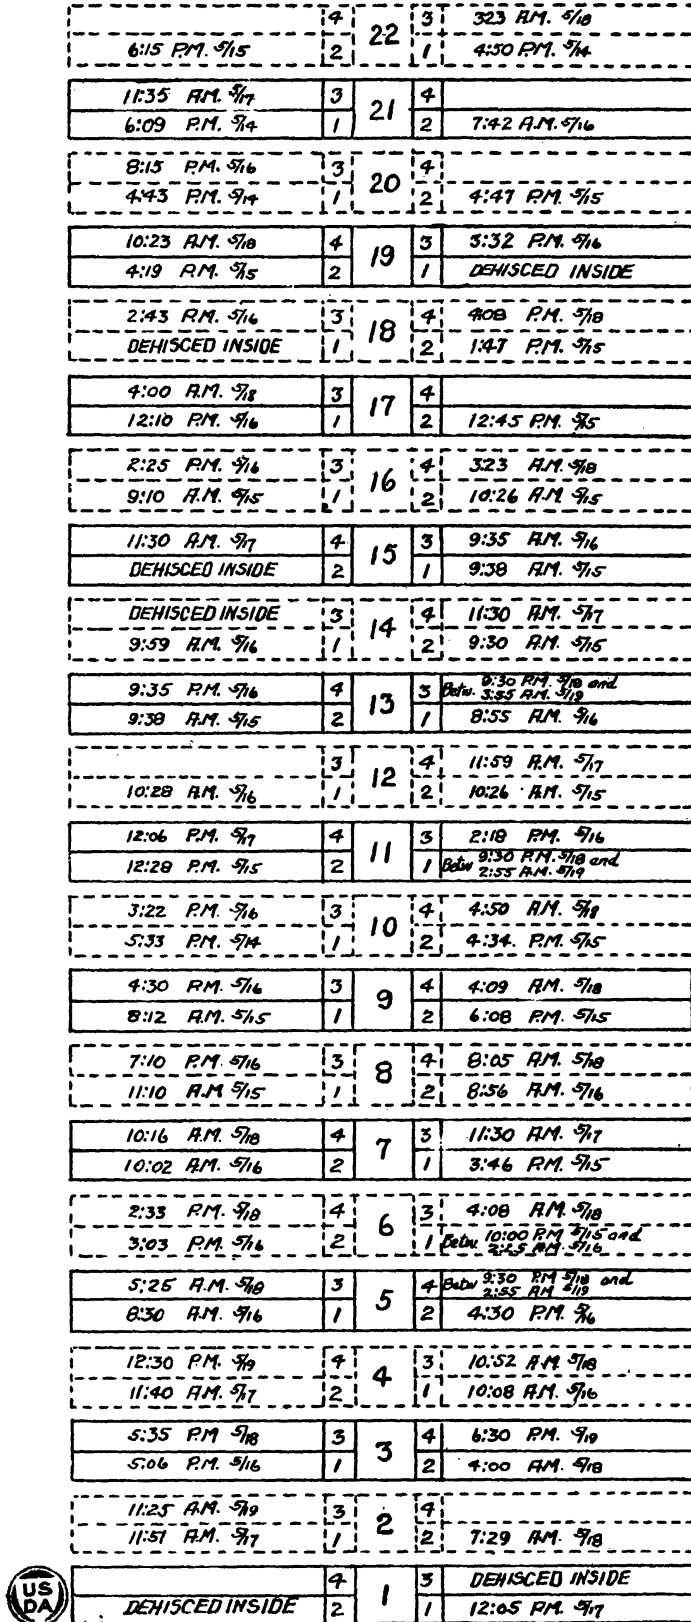 4 22 3 323 A.M. 5/18
6:15 P.M. 5/15 2 1 4:50 P.M. 5/14
11:35 A.M. 5/17 3 21 4
6:09 P.M. 5/14 1 2 7:42 A.M. 5/16
8:15 P.M. 5/16 3 20 4
4:43 P.M. 5/14 1 2 4:47 P.M. 5/15
10:23 A.M. 5/18 4 19 3 3:32 P.M. 5/16
4:19 P.M. 5/15 2 1 DEHISCED INSIDE
2:43 P.M. 5/16 3 18 4 4:08 P.M. 5/18
DEHISCED INSIDE 1 2 1:47 P.M. 5/15
4:00 A.M. 5/18 3 17 4
12:10 P.M. 5/16 1 2 12:45 P.M. 5/15
2:25 P.M. 5/16 3 16 4 323 A.M. 5/18
9:10 A.M. 5/15 1 2 10:26 A.M. 5/15
11:30 A.M. 5/17 4 15 3 9:35 A.M. 5/16
DEHISCED INSIDE 2 1 9:38 A.M. 5/15
DEHISCED INSIDE 3 14 4 11:30 A.M. 5/17
9:59 A.M. 5/16 1 2 9:30 A.M. 5/15
9:35 P.M. 5/16 4 13 3 Betw. 9:30 P.M. 5/18 and 3:55 A.M. 5/19
9:38 A.M. 5/15 2 1 8:55 A.M. 5/16
3 12 4 11:59 A.M. 5/17
10:28 A.M. 5/16 1 2 10:26 A.M. 5/15
12:06 P.M. 5/17 4 11 3 2:18 P.M. 5/16
12:28 P.M. 5/15 2 1 Betw 9:30 P.M. 5/18 and 2:55 A.M. 5/19
3:22 P.M. 5/16 3 10 4 4:50 A.M. 5/18
5:33 P.M. 5/14 1 2 4:34 P.M. 5/15
4:30 P.M. 5/16 3 9 4 4:09 A.M. 5/18
8:12 A.M. 5/15 1 2 6:08 P.M. 5/15
7:10 P.M. 5/16 3 8 4 8:05 A.M. 5/18
11:10 A.M 5/15 1 2 8:56 A.M. 5/16
10:16 A.M. 5/18 4 7 3 11:30 A.M. 5/17
10:02 A.M. 5/16 2 1 3:46 P.M. 5/15
2:33 P.M. 5/18 4 6 3 4:08 A.M. 5/18
3:03 P.M. 5/16 2 1 Betw 10:00 P.M 5/15 and 2:25 A.M. 5/16
5:25 A.M. 5/18 3 5 4 Betw 9:30 P.M 5/18 and 2:55 A.M 5/19
8:30 A.M. 5/16 1 2 4:30 P.M. 5/16
12:30 P.M. 5/19 4 4 3 10:52 A.M 5/18
11:40 A.M. 5/17 2 1 10:08 A.M. 5/16
5:35 P.M 5/18 3 3 4 6:30 P.M. 5/19
5:06 P.M. 5/16 1 2 4:00 A.M. 5/18
11:25 A.M. 5/19 3 2 4
11:51 A.M. 5/17 1 2 7:29 A.M. 5/18
4 1 3 DEHISCED INSIDE
DEHISCED INSIDE 2 1 12:05 P.M. 5/17
US
DA